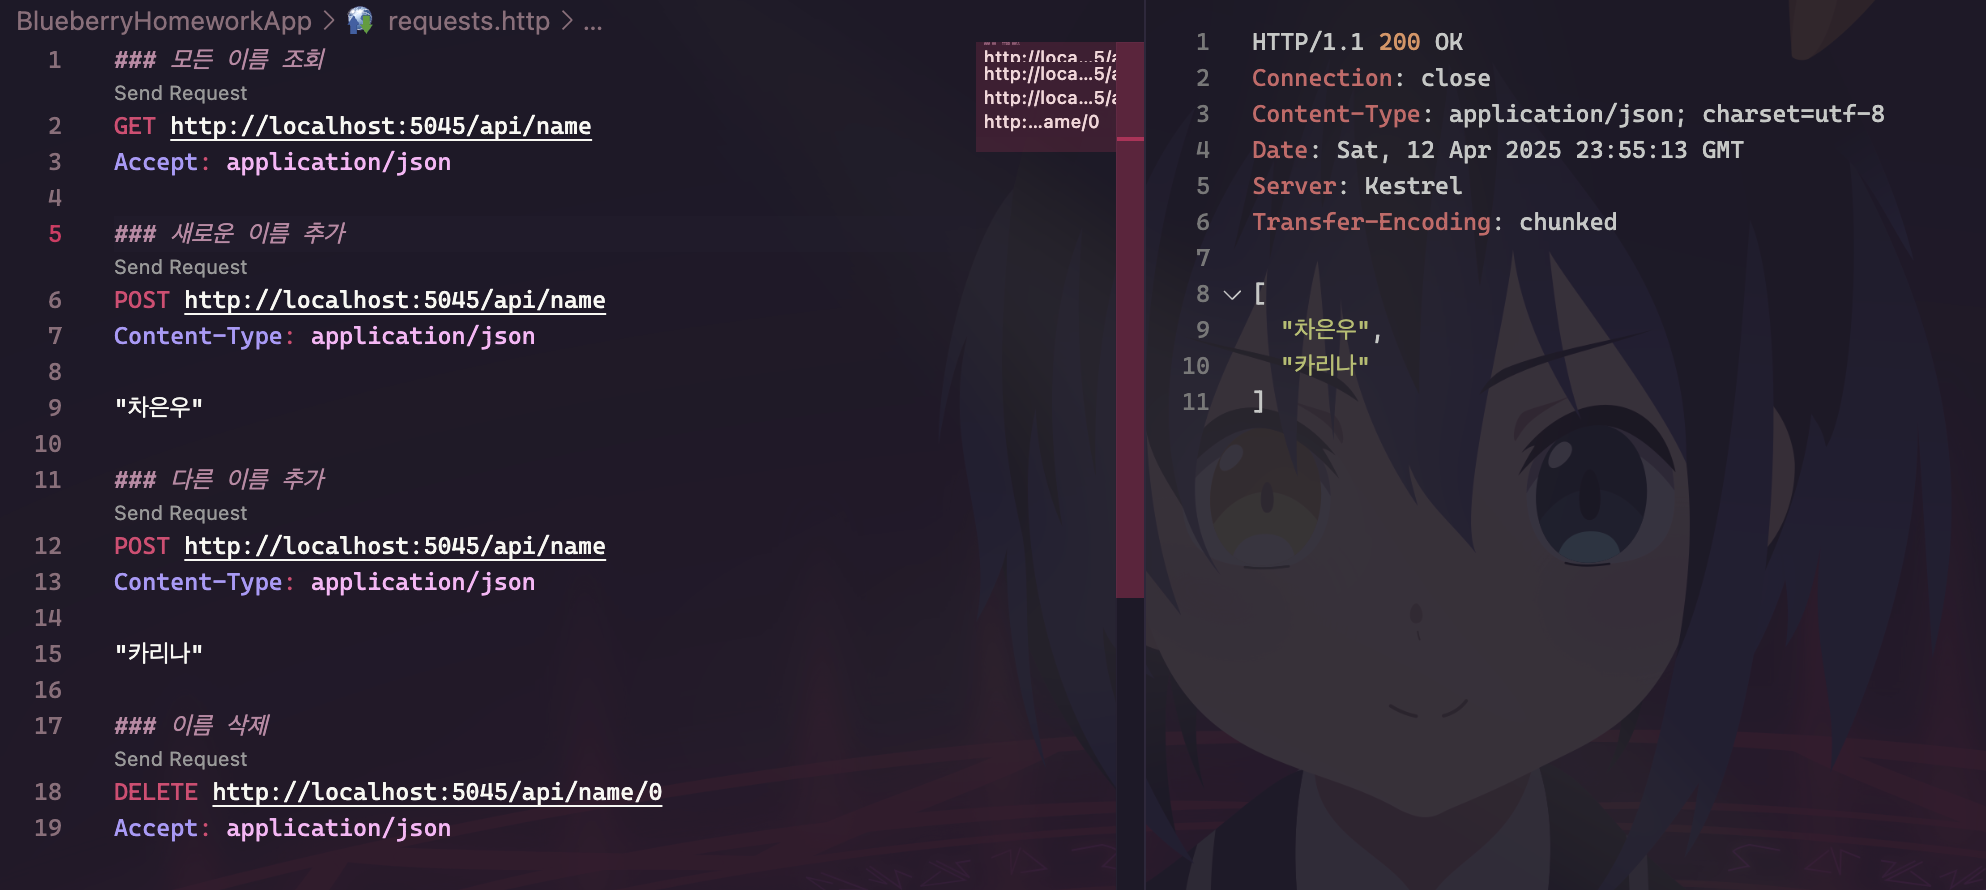 BlueberryHomeworkApp > requests.http > ...
1 ### 모든 이름 조회
Send Request
2 GET http://localhost:5045/api/name
3 Accept: application/json
4
5 ### 새로운 이름 추가
Send Request
6 POST http://localhost:5045/api/name
7 Content-Type: application/json
8
9 "차은우"
10
11 ### 다른 이름 추가
Send Request
12 POST http://localhost:5045/api/name
13 Content-Type: application/json
14
15 "카리나"
16
17 ### 이름 삭제
Send Request
18 DELETE http://localhost:5045/api/name/0
19 Accept: application/json
http://loca...5/a
http://loca...5/a
http://loca...5/a
http:...ame/0
1 HTTP/1.1 200 OK
2 Connection: close
3 Content-Type: application/json; charset=utf-8
4 Date: Sat, 12 Apr 2025 23:55:13 GMT
5 Server: Kestrel
6 Transfer-Encoding: chunked
7
8 [
9 "차은우",
10 "카리나"
11 ]